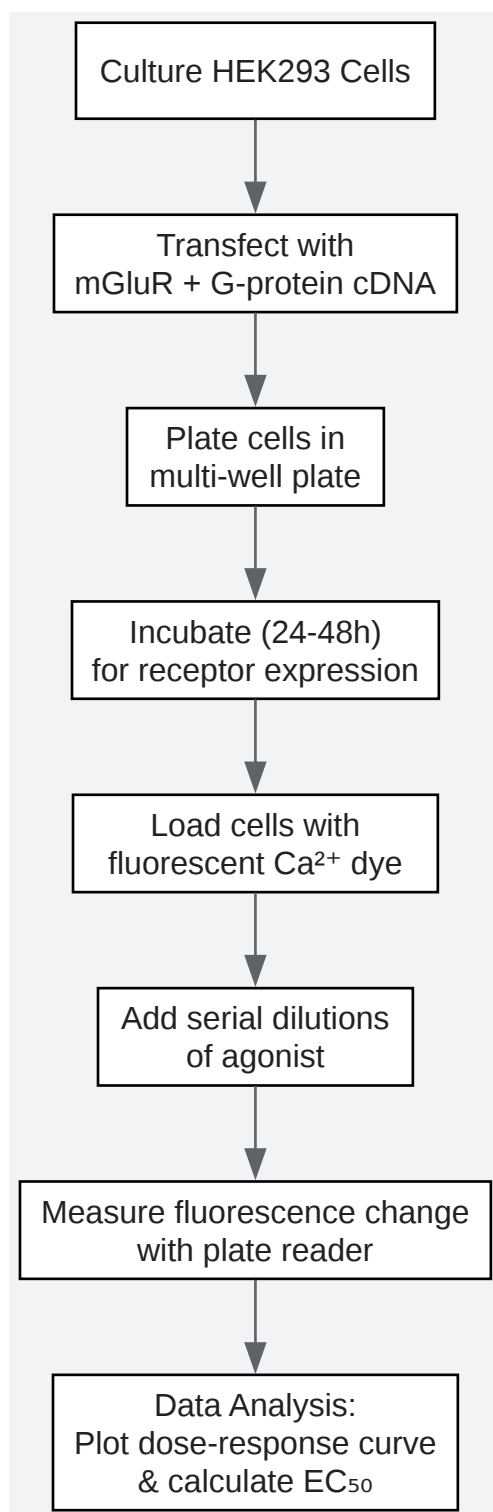 Culture HEK293 Cells
Transfect with
mGluR + G-protein cDNA
Plate cells in
multi-well plate
Incubate (24-48h)
for receptor expression
Load cells with
fluorescent Ca²⁺ dye
Add serial dilutions
of agonist
Measure fluorescence change
with plate reader
Data Analysis:
Plot dose-response curve
& calculate EC₅₀